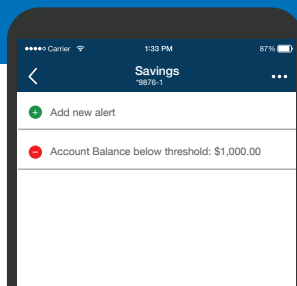 Carrier 1:33 PM 87%
Savings
*9876-1
Add new alert
Account Balance below threshold: $1,000.00